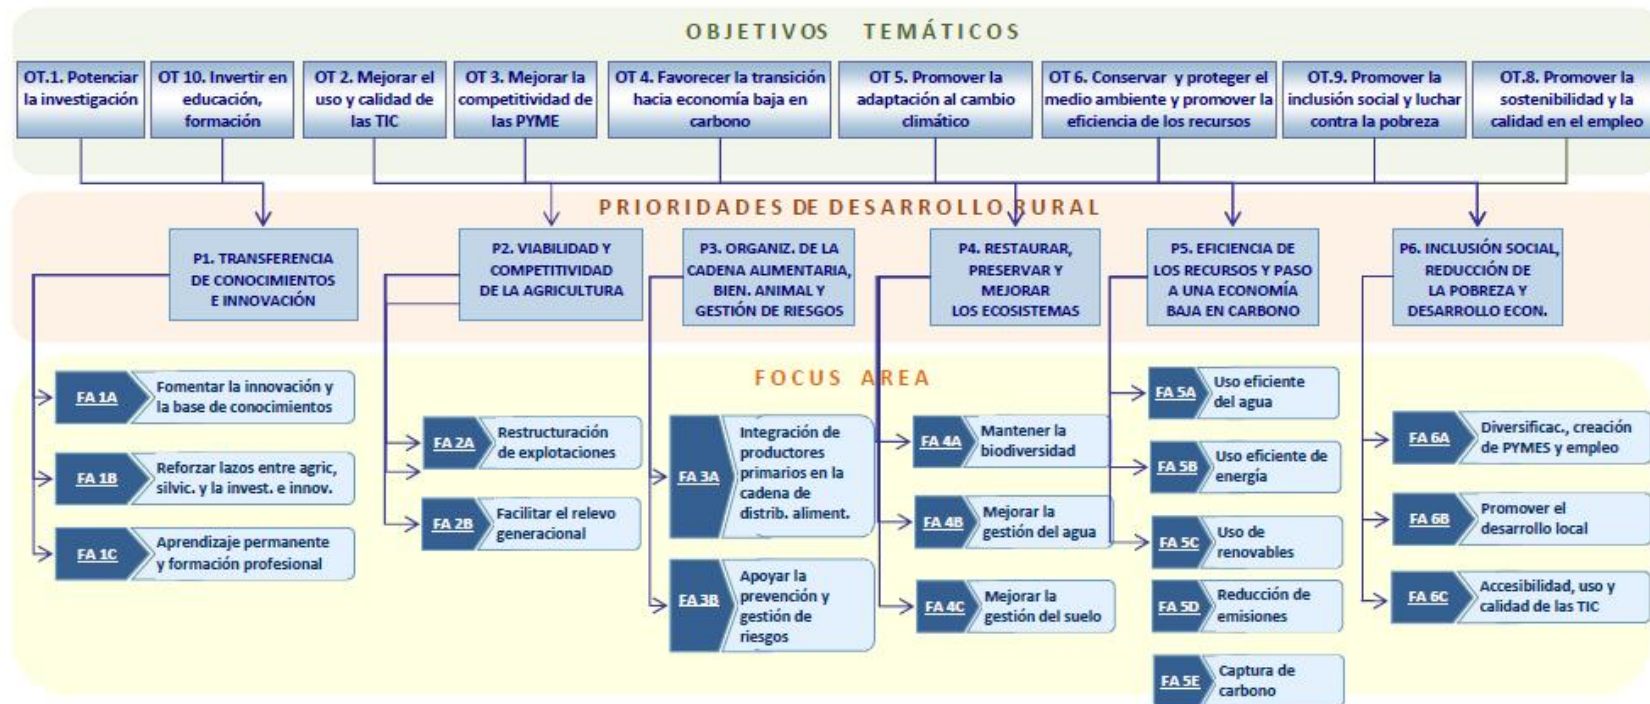 OBJETIVOS TEMÁTICOS
OT.1. Potenciar
la investigación
OT 10. Invertir en
educación,
formación
OT 2. Mejorar el
uso y calidad de
las TIC
OT 3. Mejorar la
competitividad de
las PYME
OT 4. Favorecer la transición
hacia economía baja en
carbono
OT 5. Promover la
adaptación al cambio
climático
OT 6. Conservar y proteger el
medio ambiente y promover la
eficiencia de los recursos
OT.9. Promover la
inclusión social y luchar
contra la pobreza
OT.8. Promover la
sostenibilidad y la
calidad en el empleo
PRIORIDADES DE DESARROLLO RURAL
P1. TRANSFERENCIA
DE CONOCIMIENTOS
E INNOVACIÓN
P2. VIABILIDAD Y
COMPETITIVIDAD
DE LA AGRICULTURA
P3. ORGANIZ. DE LA
CADENA ALIMENTARIA,
BIEN. ANIMAL Y
GESTIÓN DE RIESGOS
P4. RESTAURAR,
PRESERVAR Y
MEJORAR
LOS ECOSISTEMAS
P5. EFICIENCIA DE
LOS RECURSOS Y PASO
A UNA ECONOMÍA
BAJA EN CARBONO
P6. INCLUSIÓN SOCIAL,
REDUCCIÓN DE
LA POBREZA Y
DESARROLLO ECON.
FOCUS AREA
FA 1A
Fomentar la innovación y
la base de conocimientos
FA 1B
Reforzar lazos entre agric,
silvic. y la invest. e innov.
FA 1C
Aprendizaje permanente
y formación profesional
FA 2A
Restructuración
de explotaciones
FA 2B
Facilitar el relevo
generacional
FA 3A
Integración de
productores
primarios en la
cadena de
distrib. aliment.
FA 3B
Apoyar la
prevención y
gestión de
riesgos
FA 4A
Mantener la
biodiversidad
FA 4B
Mejorar la
gestión del agua
FA 4C
Mejorar la
gestión del suelo
FA 5A
Uso eficiente
del agua
FA 5B
Uso eficiente de
energía
FA 5C
Uso de
renovables
FA 5D
Reducción de
emisiones
FA 5E
Captura de
carbono
FA 6A
Diversificac., creación
de PYMES y empleo
FA 6B
Promover el
desarrollo local
FA 6C
Accesibilidad, uso y
calidad de las TIC